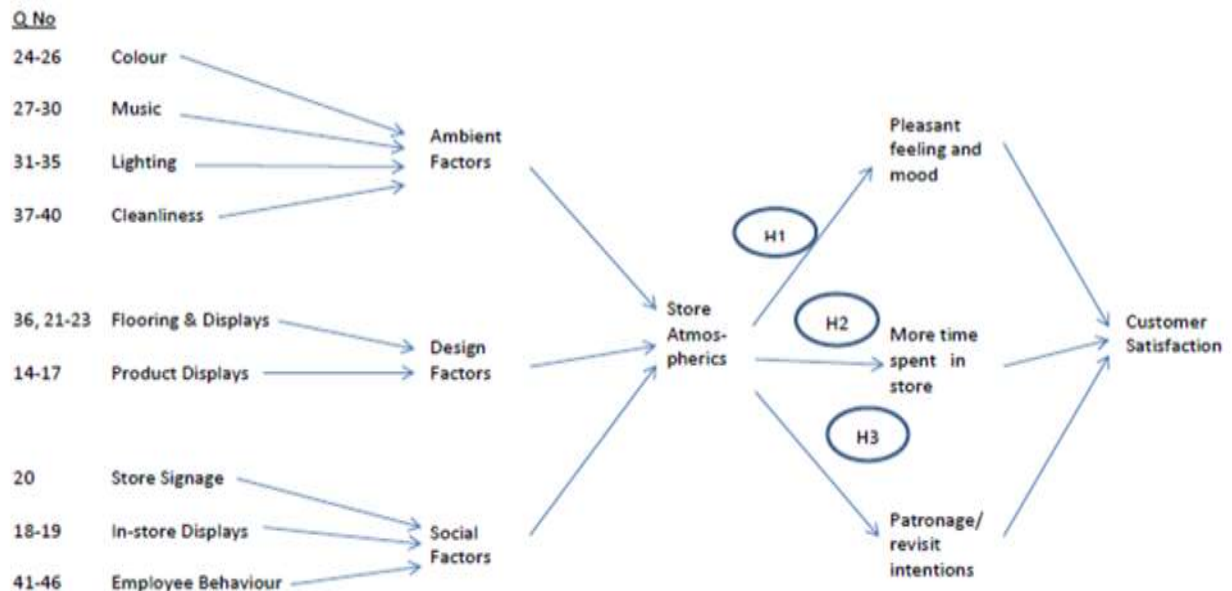 Q No
24-26 Colour
27-30 Music
31-35 Lighting
37-40 Cleanliness
Ambient
Factors
36, 21-23 Flooring & Displays
14-17 Product Displays
Design
Factors
20 Store Signage
18-19 In-store Displays
41-46 Employee Behaviour
Social
Factors
Store
Atmos-
pherics
H1
H2
H3
Pleasant
feeling and
mood
More time
spent in
store
Patronage/
revisit
intentions
Customer
Satisfaction